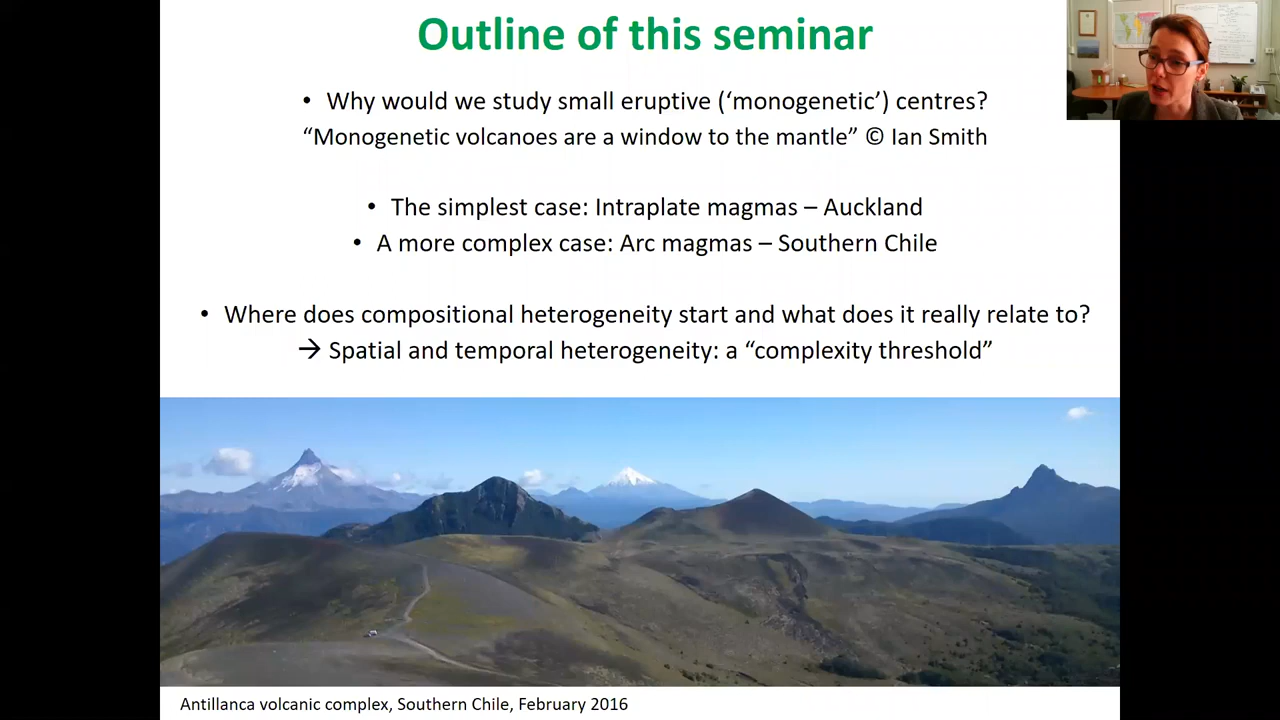 Outline of this seminar
• Why would we study small eruptive (‘monogenetic’) centres?
“Monogenetic volcanoes are a window to the mantle” © Ian Smith
• The simplest case: Intraplate magmas – Auckland
• A more complex case: Arc magmas – Southern Chile
• Where does compositional heterogeneity start and what does it really relate to?
→ Spatial and temporal heterogeneity: a “complexity threshold”
Antillanca volcanic complex, Southern Chile, February 2016